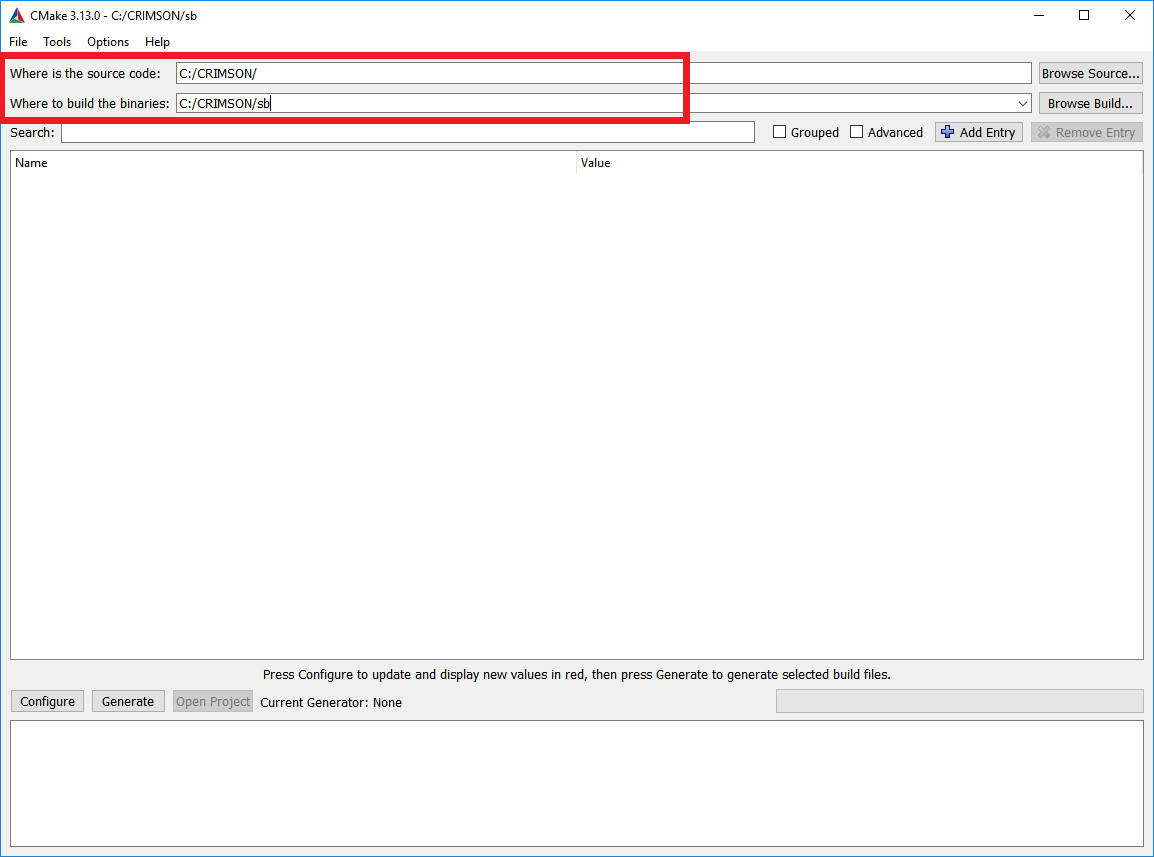 CMake 3.13.0 - C:/CRIMSON/sb
File Tools Options Help
Where is the source code: C:/CRIMSON/ Browse Source...
Where to build the binaries: C:/CRIMSON/sb Browse Build...
Search: Grouped Advanced Add Entry Remove Entry
Name Value
Press Configure to update and display new values in red, then press Generate to generate selected build files.
Configure Generate Open Project Current Generator: None